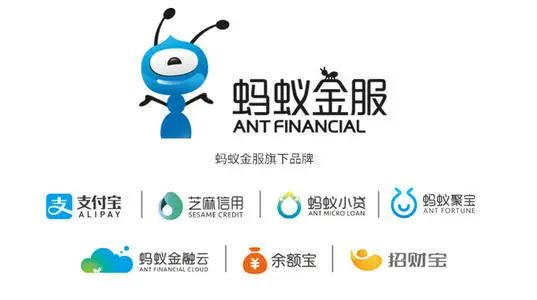 蚂蚁金服
ANT FINANCIAL
蚂蚁金服旗下品牌
支 支付宝
ALIPAY
芝麻信用
SESAME CREDIT
蚂蚁小贷
ANT MICRO LOAN
蚂蚁聚宝
ANT FORTUNE
蚂蚁金融云
ANT FINANCIAL CLOUD
¥ 余额宝
招财宝